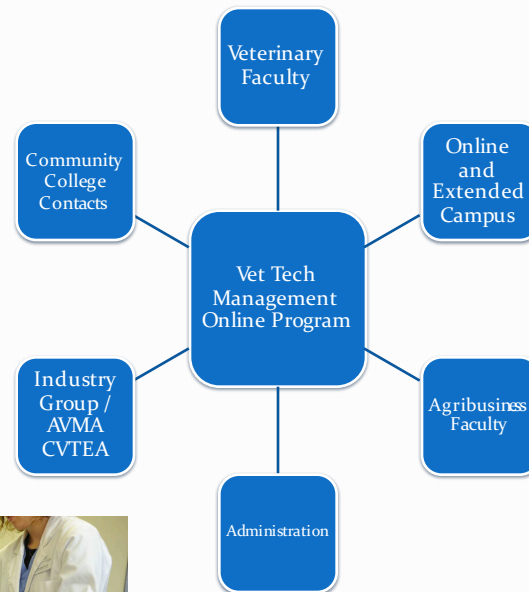 Veterinary
Faculty
Community
College
Contacts
Online
and
Extended
Campus
Vet Tech
Management
Online Program
Industry
Group /
AVMA
CVTEA
Agribusiness
Faculty
Administration